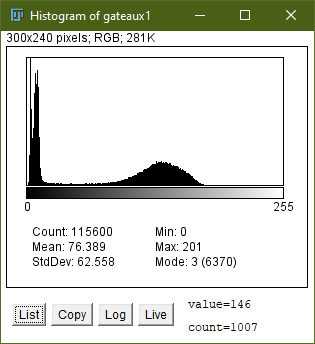 Histogram of gateaux1
300x240 pixels; RGB; 281K
0 255
Count: 115600 Min: 0
Mean: 76.389 Max: 201
StdDev: 62.558 Mode: 3 (6370)
List Copy Log Live
value=146
count=1007